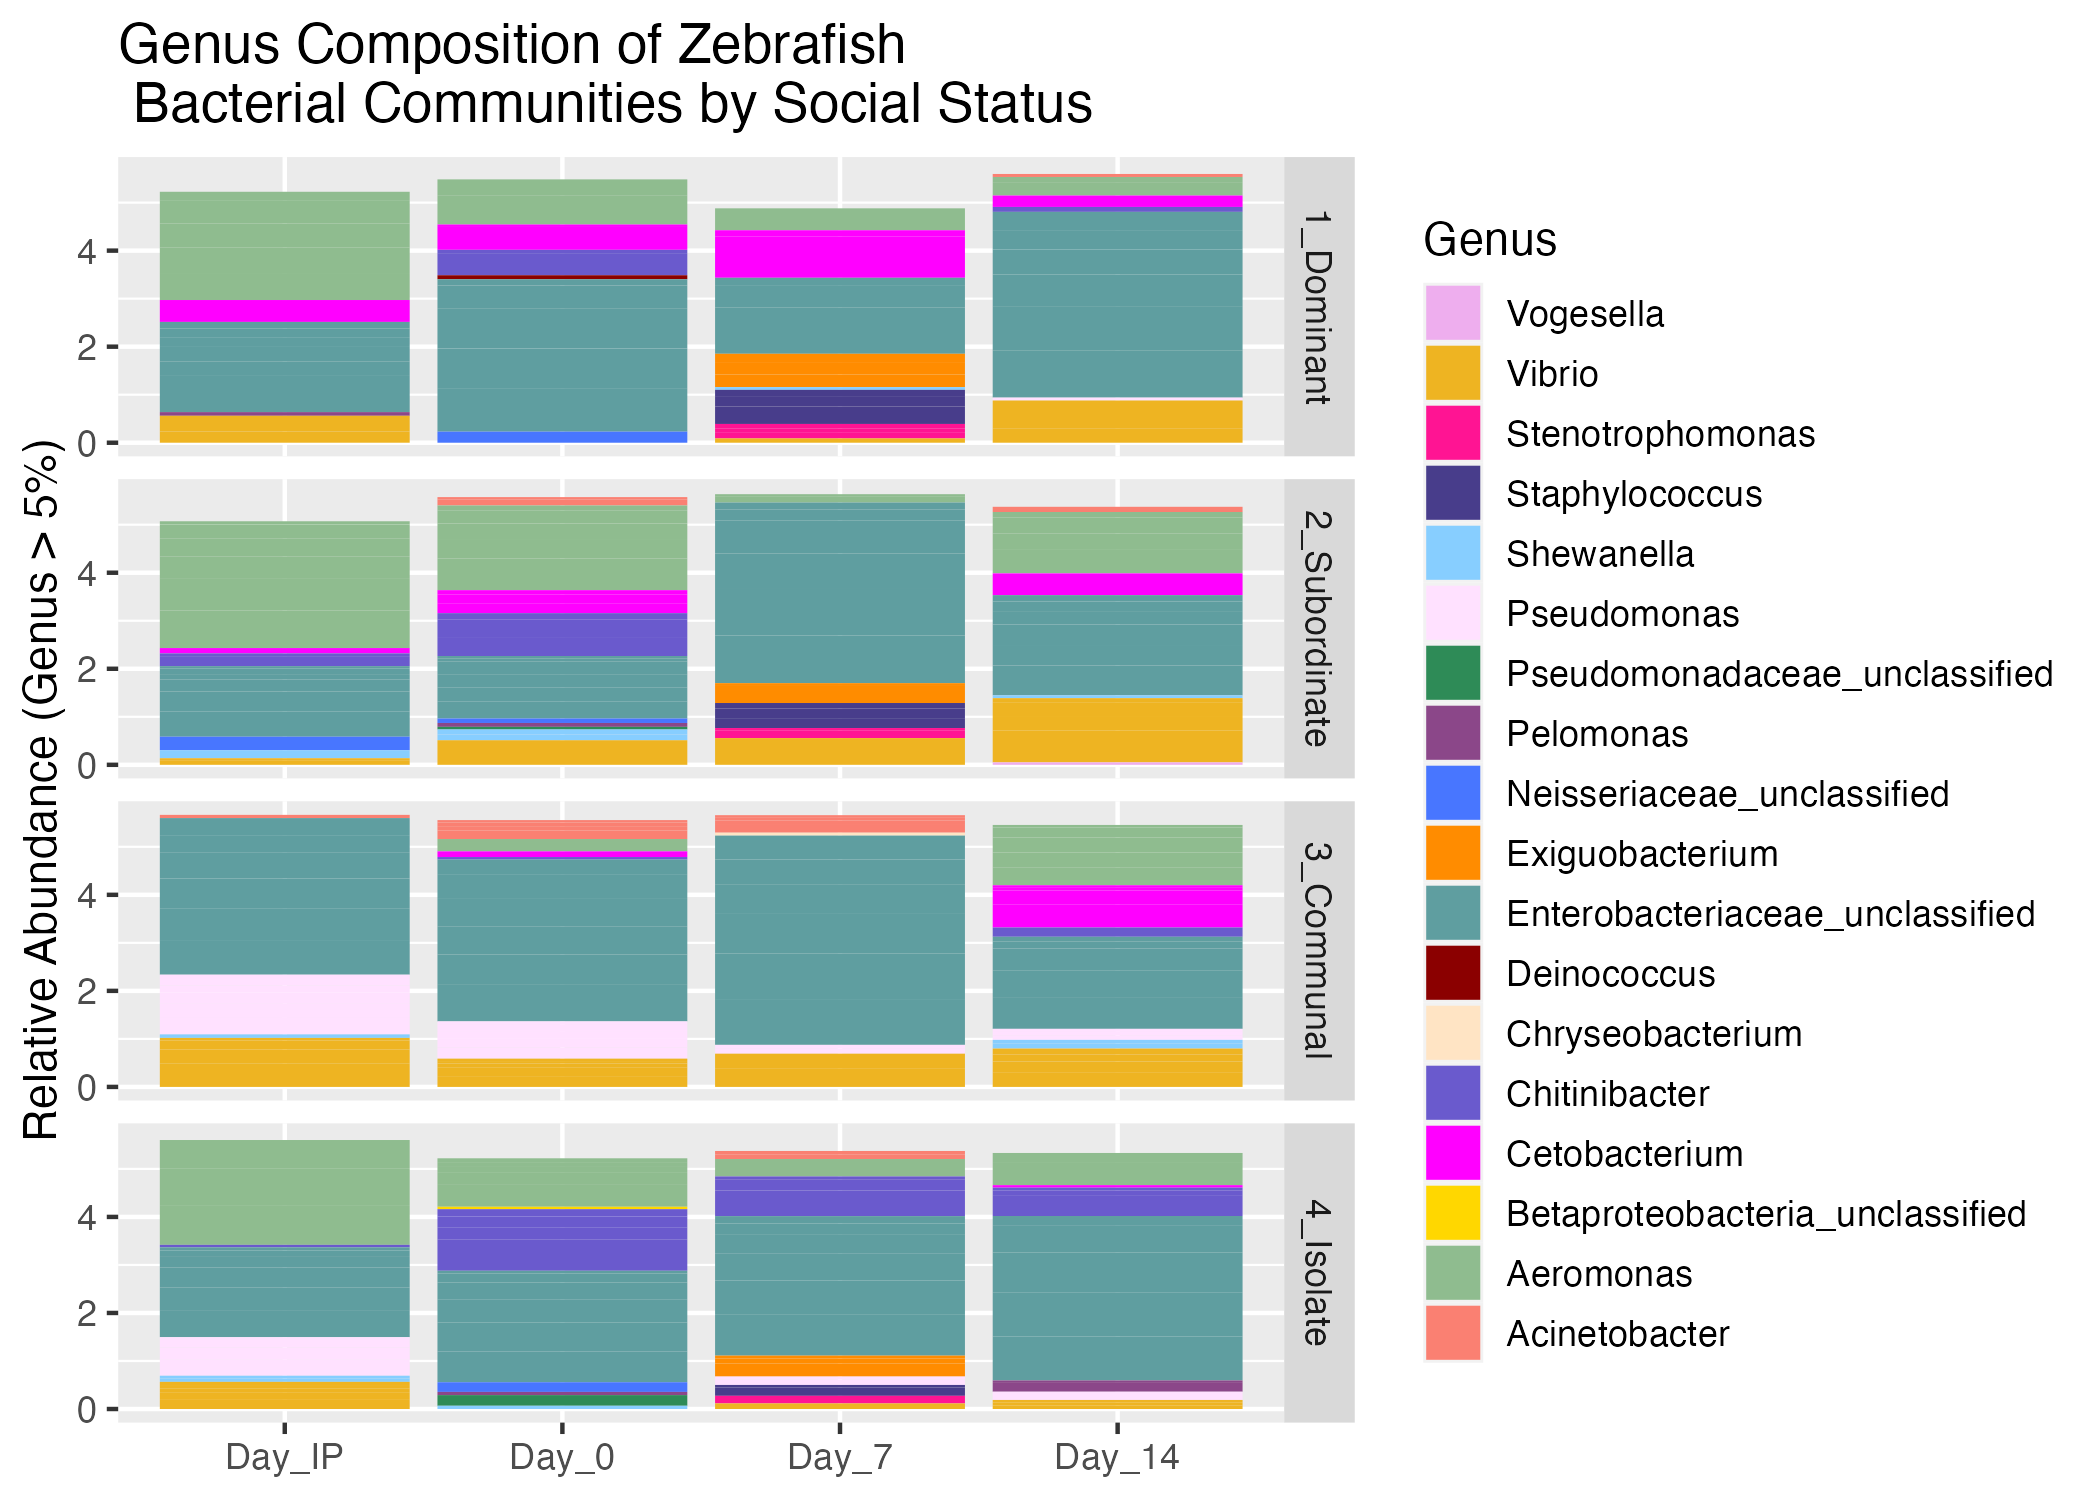 Genus Composition of Zebrafish
Bacterial Communities by Social Status
Relative Abundance (Genus > 5%)
4
2
0
1_Dominant
4
2
0
2_Subordinate
4
2
0
3_Communal
4
2
0
4_Isolate
Day_IP
Day_0
Day_7
Day_14
Genus
Vogesella
Vibrio
Stenotrophomonas
Staphylococcus
Shewanella
Pseudomonas
Pseudomonadaceae_unclassified
Pelomonas
Neisseriaceae_unclassified
Exiguobacterium
Enterobacteriaceae_unclassified
Deinococcus
Chryseobacterium
Chitinibacter
Cetobacterium
Betaproteobacteria_unclassified
Aeromonas
Acinetobacter